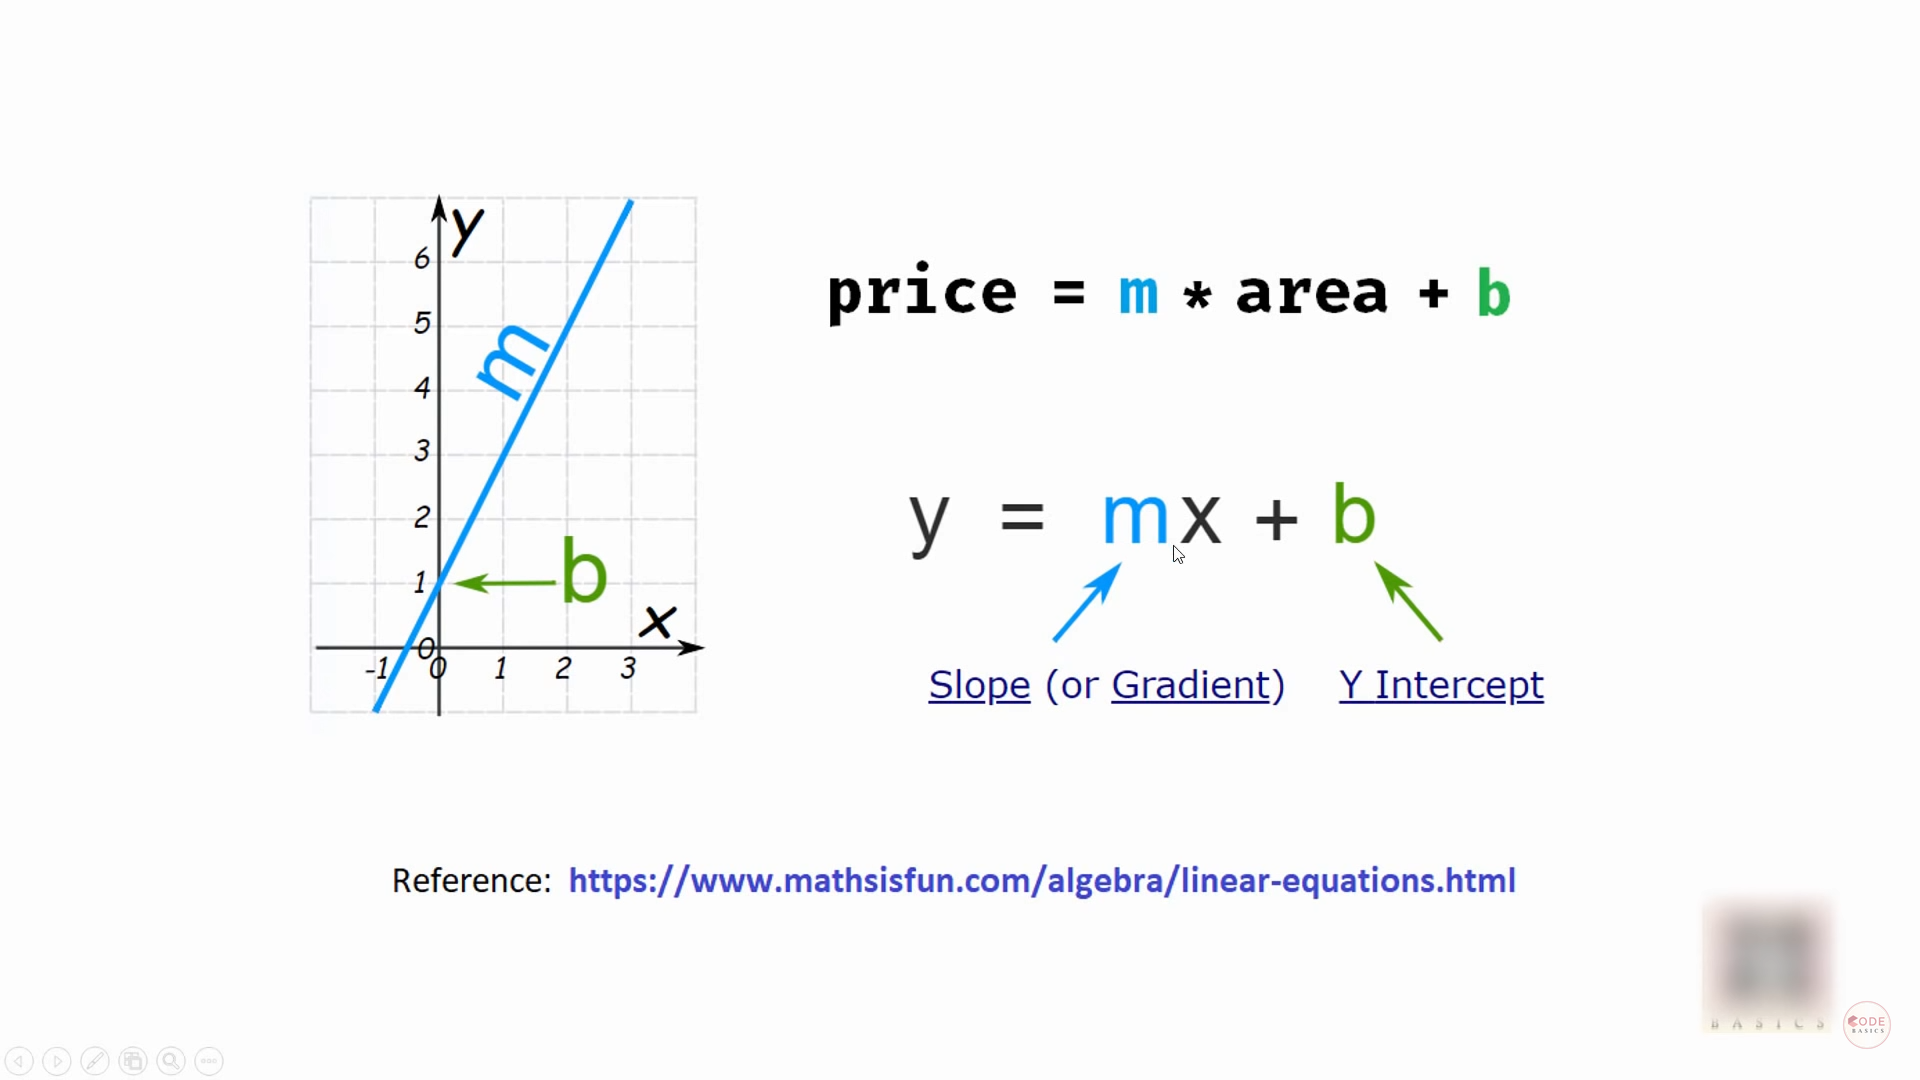 y
6
5
4
3
2
1
0
m
b
x
-1 0 1 2 3
price = m * area + b
y = mx + b
Slope (or Gradient) Y Intercept
Reference: https://www.mathsisfun.com/algebra/linear-equations.html
BASICS
CODE
BASICS